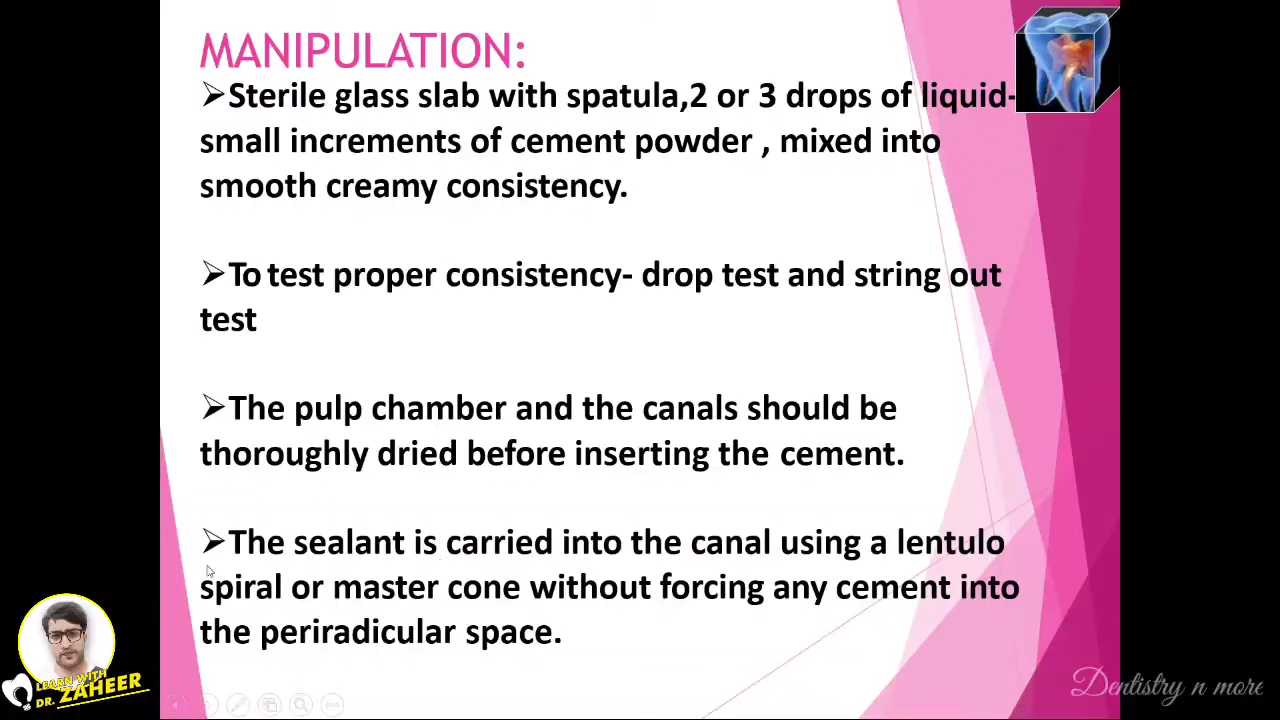 MANIPULATION:
➢Sterile glass slab with spatula,2 or 3 drops of liquid-
small increments of cement powder , mixed into
smooth creamy consistency.
➢To test proper consistency- drop test and string out
test
➢The pulp chamber and the canals should be
thoroughly dried before inserting the cement.
➢The sealant is carried into the canal using a lentulo
spiral or master cone without forcing any cement into
the periradicular space.
LEARN WITH
DR. ZAHEER
Dentistry n more